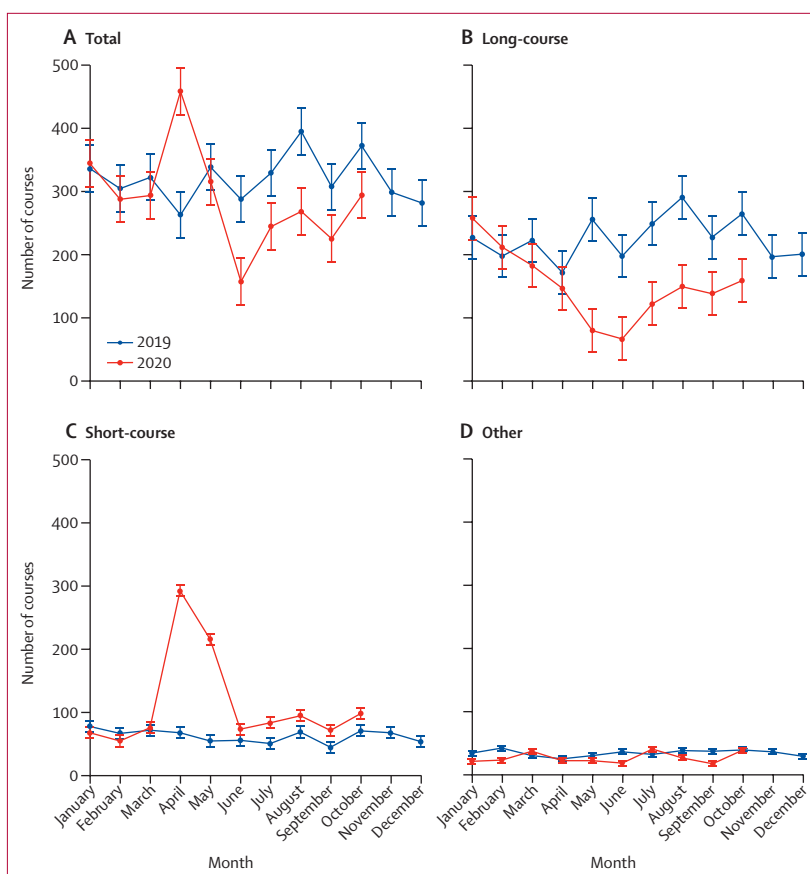 A Total
B Long-course
500
400
300
200
100
0
Number of courses
2019
2020
C Short-course
D Other
500
400
300
200
100
0
Number of courses
January
February
March
April
May
June
July
August
September
October
November
December
January
February
March
April
May
June
July
August
September
October
November
December
Month
Month